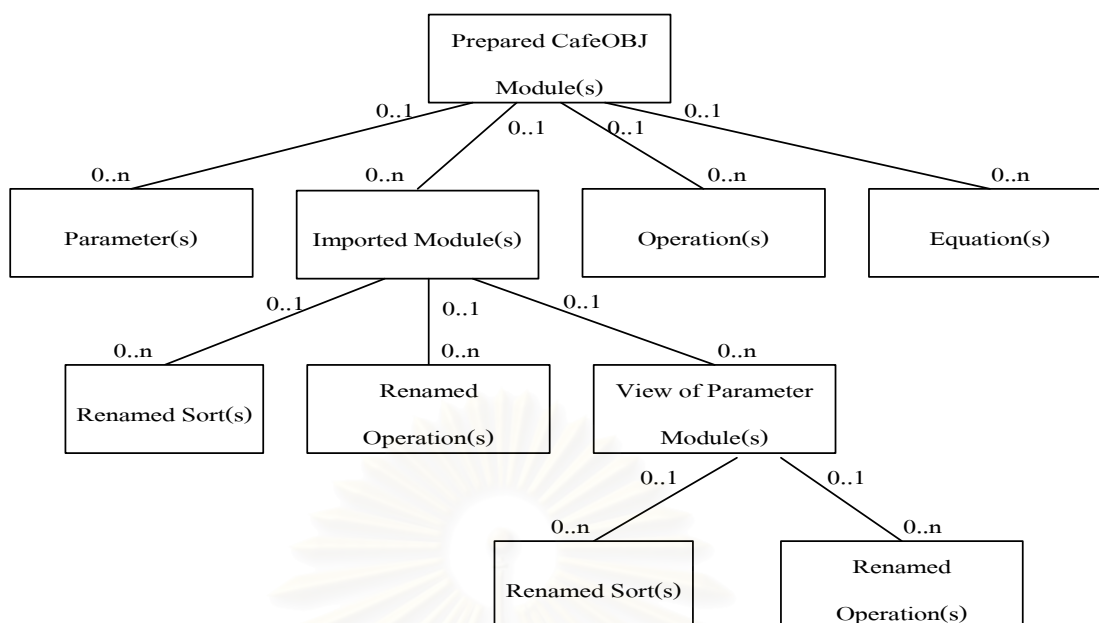 Prepared CafeOBJ
Module(s)
0..1
0..1
0..1
0..1
0..n
0..n
0..n
0..n
Parameter(s)
Imported Module(s)
Operation(s)
Equation(s)
0..1
0..1
0..1
0..n
0..n
0..n
Renamed Sort(s)
Renamed
Operation(s)
View of Parameter
Module(s)
0..1
0..1
0..n
0..n
Renamed Sort(s)
Renamed
Operation(s)